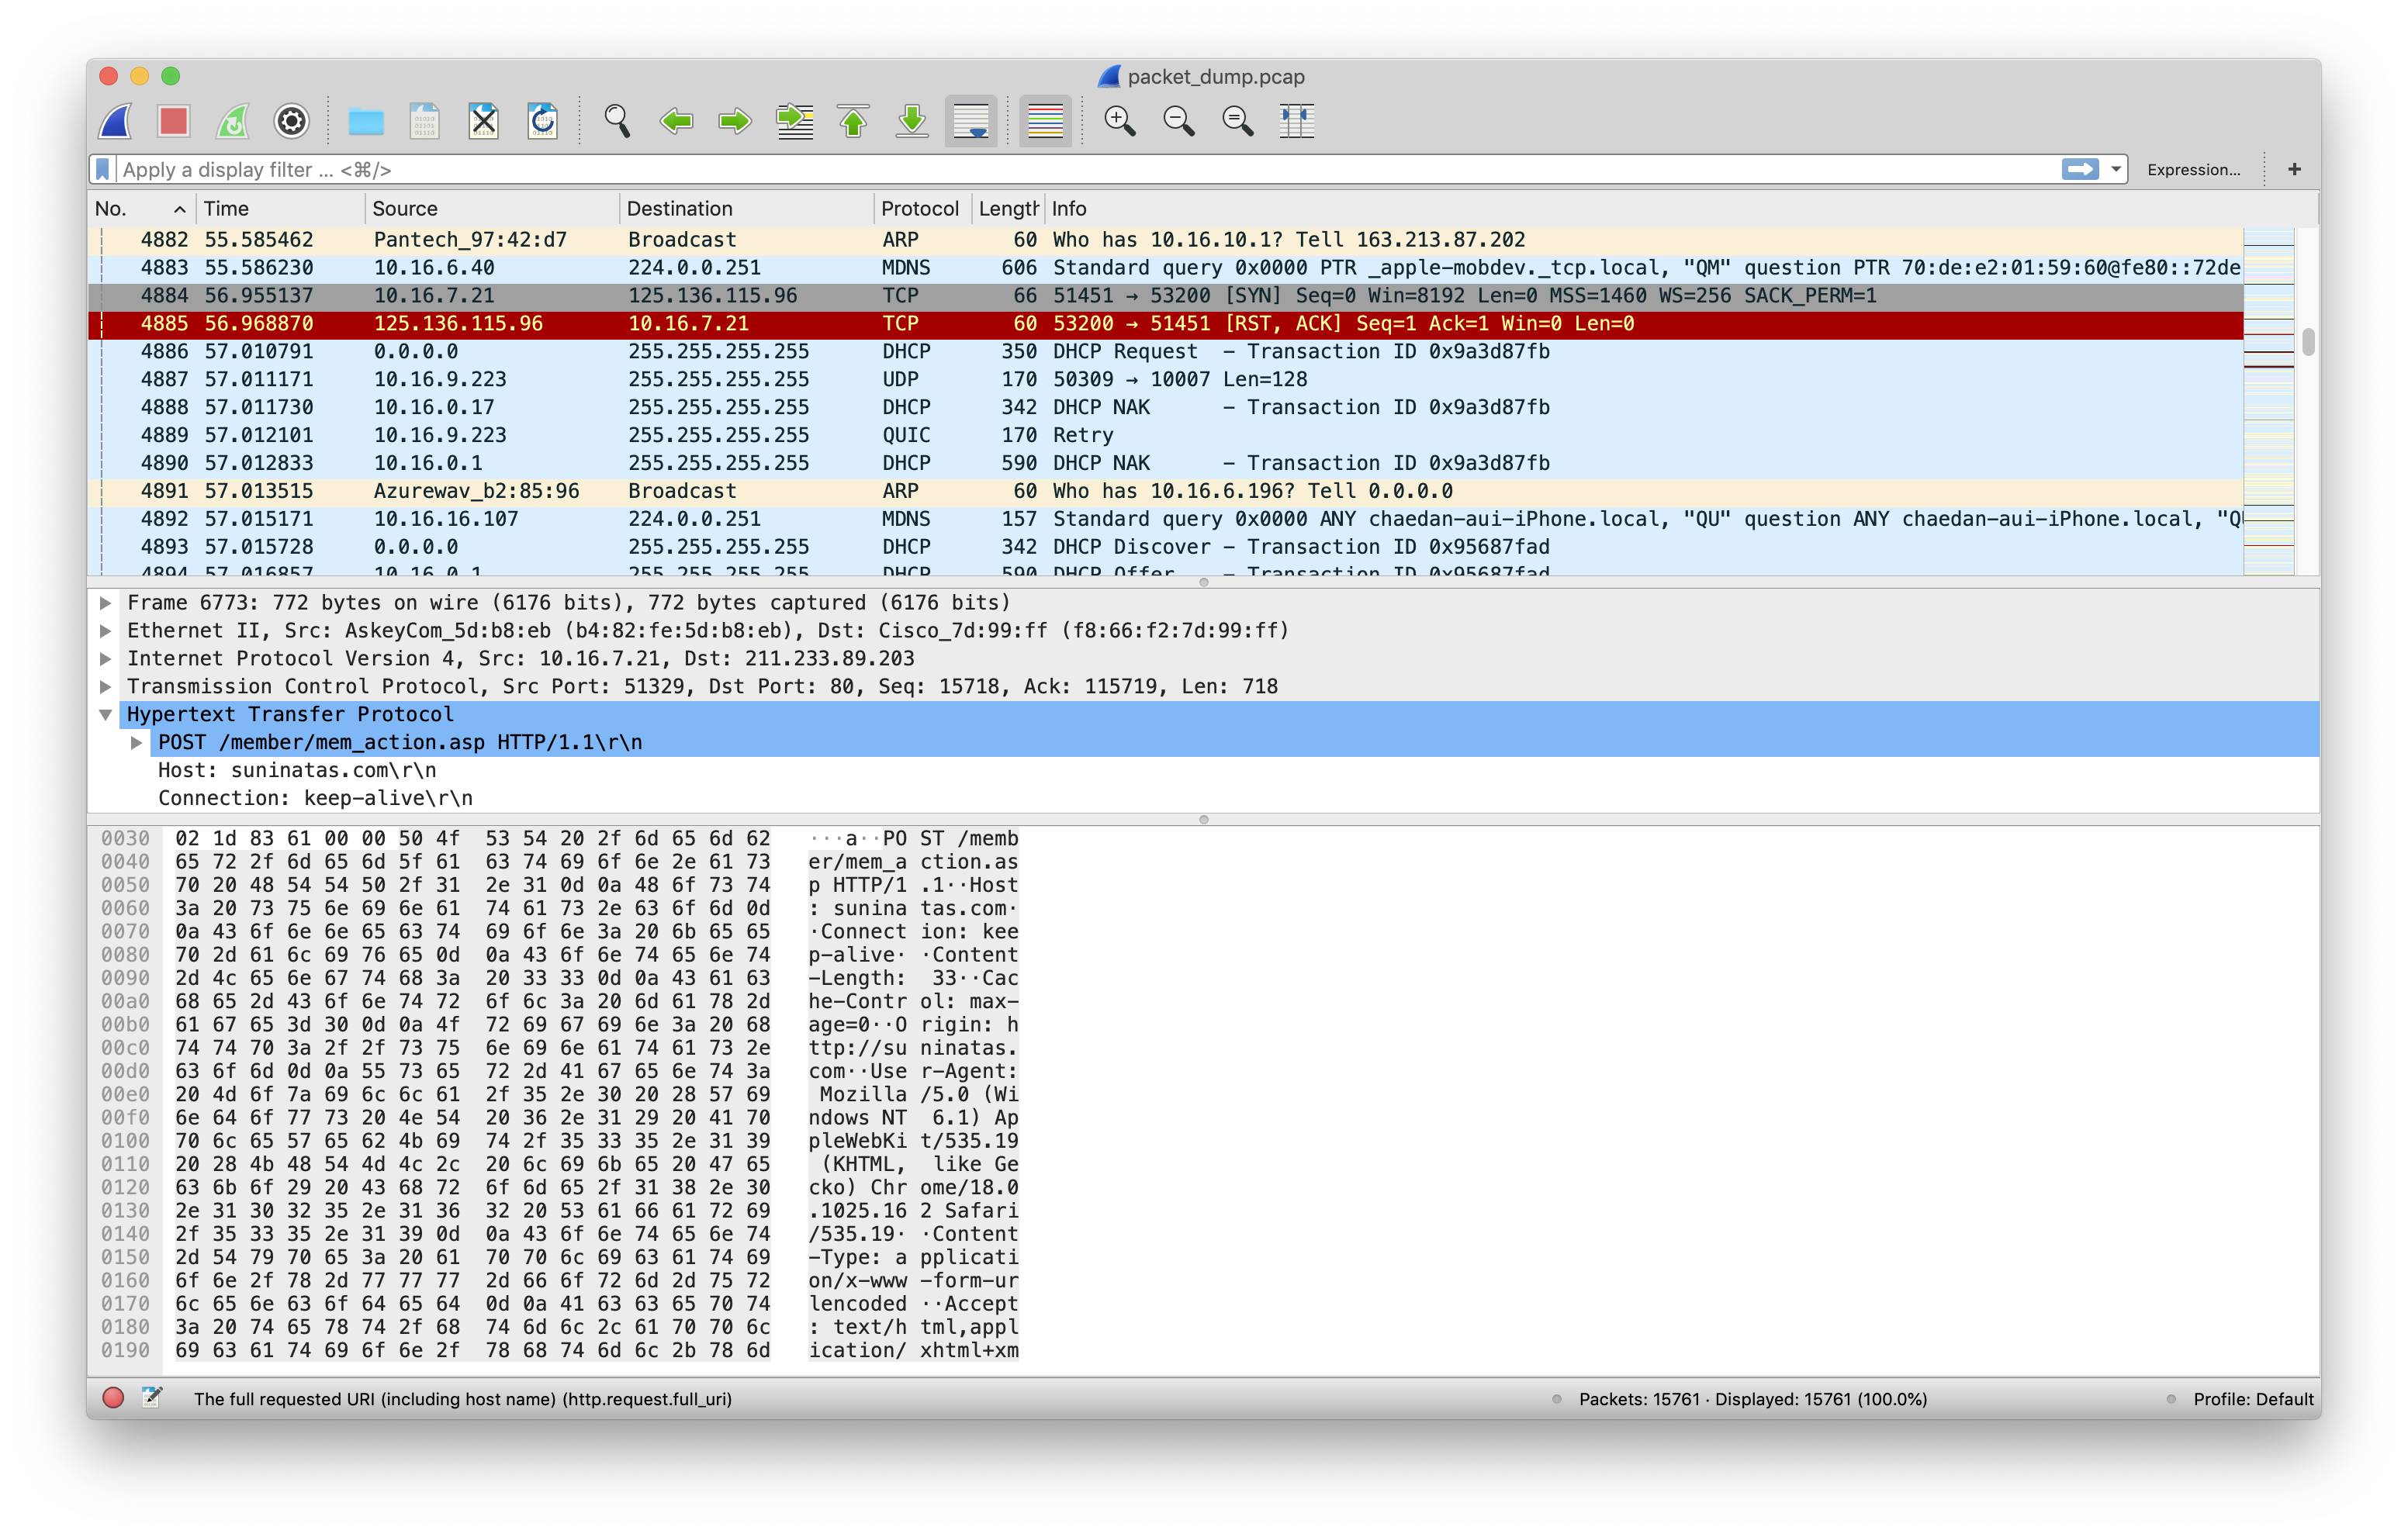 packet_dump.pcap
Apply a display filter ... <⌘/>
Expression...
+
No. Time Source Destination Protocol Length Info
4882 55.585462 Pantech_97:42:d7 Broadcast ARP 60 Who has 10.16.10.1? Tell 163.213.87.202
4883 55.586230 10.16.6.40 224.0.0.251 MDNS 606 Standard query 0x0000 PTR _apple-mobdev._tcp.local, "QM" question PTR 70:de:e2:01:59:60@fe80::72de
4884 56.955137 10.16.7.21 125.136.115.96 TCP 66 51451 → 53200 [SYN] Seq=0 Win=8192 Len=0 MSS=1460 WS=256 SACK_PERM=1
4885 56.968870 125.136.115.96 10.16.7.21 TCP 60 53200 → 51451 [RST, ACK] Seq=1 Ack=1 Win=0 Len=0
4886 57.010791 0.0.0.0 255.255.255.255 DHCP 350 DHCP Request – Transaction ID 0x9a3d87fb
4887 57.011171 10.16.9.223 255.255.255.255 UDP 170 50309 → 10007 Len=128
4888 57.011730 10.16.0.17 255.255.255.255 DHCP 342 DHCP NAK – Transaction ID 0x9a3d87fb
4889 57.012101 10.16.9.223 255.255.255.255 QUIC 170 Retry
4890 57.012833 10.16.0.1 255.255.255.255 DHCP 590 DHCP NAK – Transaction ID 0x9a3d87fb
4891 57.013515 Azurewav_b2:85:96 Broadcast ARP 60 Who has 10.16.6.196? Tell 0.0.0.0
4892 57.015171 10.16.16.107 224.0.0.251 MDNS 157 Standard query 0x0000 ANY chaedan-aui-iPhone.local, "QU" question ANY chaedan-aui-iPhone.local, "QU
4893 57.015728 0.0.0.0 255.255.255.255 DHCP 342 DHCP Discover – Transaction ID 0x95687fad
4894 57.016857 10.16.0.1 255.255.255.255 DHCP 590 DHCP Offer – Transaction ID 0x95687fad
Frame 6773: 772 bytes on wire (6176 bits), 772 bytes captured (6176 bits)
Ethernet II, Src: AskeyCom_5d:b8:eb (b4:82:fe:5d:b8:eb), Dst: Cisco_7d:99:ff (f8:66:f2:7d:99:ff)
Internet Protocol Version 4, Src: 10.16.7.21, Dst: 211.233.89.203
Transmission Control Protocol, Src Port: 51329, Dst Port: 80, Seq: 15718, Ack: 115719, Len: 718
Hypertext Transfer Protocol
POST /member/mem_action.asp HTTP/1.1\r\n
Host: suninatas.com\r\n
Connection: keep-alive\r\n
0030 02 1d 83 61 00 00 50 4f 53 54 20 2f 6d 65 6d 62 ···a··PO ST /memb
0040 65 72 2f 6d 65 6d 5f 61 63 74 69 6f 6e 2e 61 73 er/mem_a ction.as
0050 70 20 48 54 54 50 2f 31 2e 31 0d 0a 48 6f 73 74 p HTTP/1 .1··Host
0060 3a 20 73 75 6e 69 6e 61 74 61 73 2e 63 6f 6d 0d : sunina tas.com·
0070 0a 43 6f 6e 6e 65 63 74 69 6f 6e 3a 20 6b 65 65 ·Connect ion: kee
0080 70 2d 61 6c 69 76 65 0d 0a 43 6f 6e 74 65 6e 74 p-alive· ·Content
0090 2d 4c 65 6e 67 74 68 3a 20 33 33 0d 0a 43 61 63 -Length: 33··Cac
00a0 68 65 2d 43 6f 6e 74 72 6f 6c 3a 20 6d 61 78 2d he-Contr ol: max-
00b0 61 67 65 3d 30 0d 0a 4f 72 69 67 69 6e 3a 20 68 age=0··O rigin: h
00c0 74 74 70 3a 2f 2f 73 75 6e 69 6e 61 74 61 73 2e ttp://su ninatas.
00d0 63 6f 6d 0d 0a 55 73 65 72 2d 41 67 65 6e 74 3a com··Use r-Agent:
00e0 20 4d 6f 7a 69 6c 6c 61 2f 35 2e 30 20 28 57 69 Mozilla /5.0 (Wi
00f0 6e 64 6f 77 73 20 4e 54 20 36 2e 31 29 20 41 70 ndows NT 6.1) Ap
0100 70 6c 65 57 65 62 4b 69 74 2f 35 33 35 2e 31 39 pleWebKi t/535.19
0110 20 28 4b 48 54 4d 4c 2c 20 6c 69 6b 65 20 47 65 (KHTML, like Ge
0120 63 6b 6f 29 20 43 68 72 6f 6d 65 2f 31 38 2e 30 cko) Chr ome/18.0
0130 2e 31 30 32 35 2e 31 36 32 20 53 61 66 61 72 69 .1025.16 2 Safari
0140 2f 35 33 35 2e 31 39 0d 0a 43 6f 6e 74 65 6e 74 /535.19· ·Content
0150 2d 54 79 70 65 3a 20 61 70 70 6c 69 63 61 74 69 -Type: a pplicati
0160 6f 6e 2f 78 2d 77 77 77 2d 66 6f 72 6d 2d 75 72 on/x-www -form-ur
0170 6c 65 6e 63 6f 64 65 64 0d 0a 41 63 63 65 70 74 lencoded ··Accept
0180 3a 20 74 65 78 74 2f 68 74 6d 6c 2c 61 70 70 6c : text/h tml,appl
0190 69 63 61 74 69 6f 6e 2f 78 68 74 6d 6c 2b 78 6d ication/ xhtml+xm
The full requested URI (including host name) (http.request.full_uri)
Packets: 15761 · Displayed: 15761 (100.0%)
Profile: Default